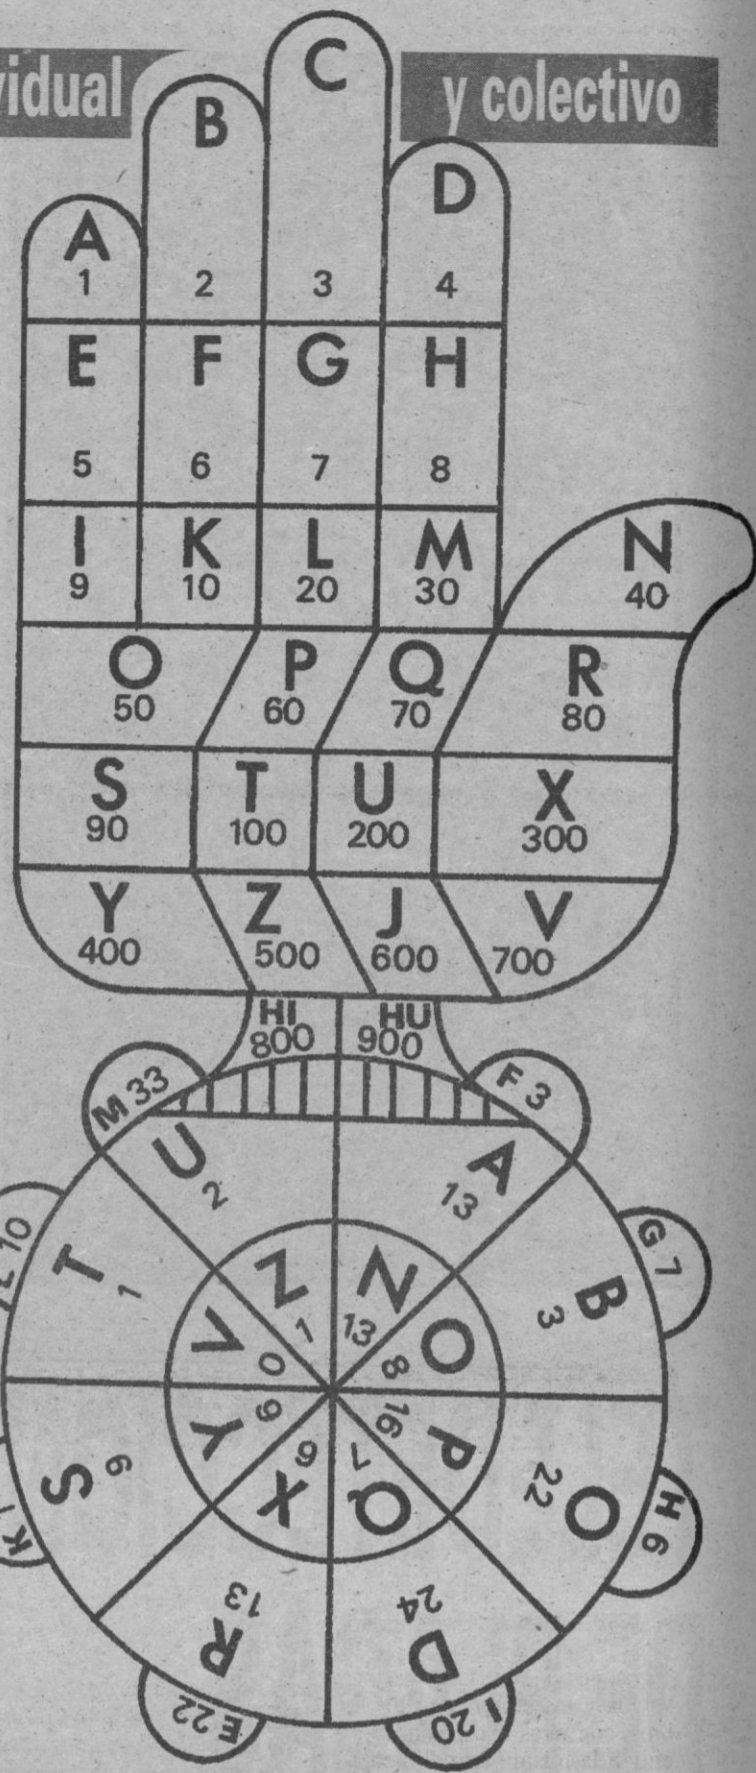 vidual
y colectivo
A
1
B
2
C
3
D
4
E
5
F
6
G
7
H
8
I
9
K
10
L
20
M
30
N
40
O
50
P
60
Q
70
R
80
S
90
T
100
U
200
X
300
Y
400
Z
500
J
600
V
700
HI
800
HU
900
M 33
F 3
U
2
A
13
G 7
B
3
H 6
O
22
I 20
D
24
E 22
R
13
S
6
10
T
1
Z
1
N
13
O
8
P
16
Q
7
X
6
Y
9
V
0
K